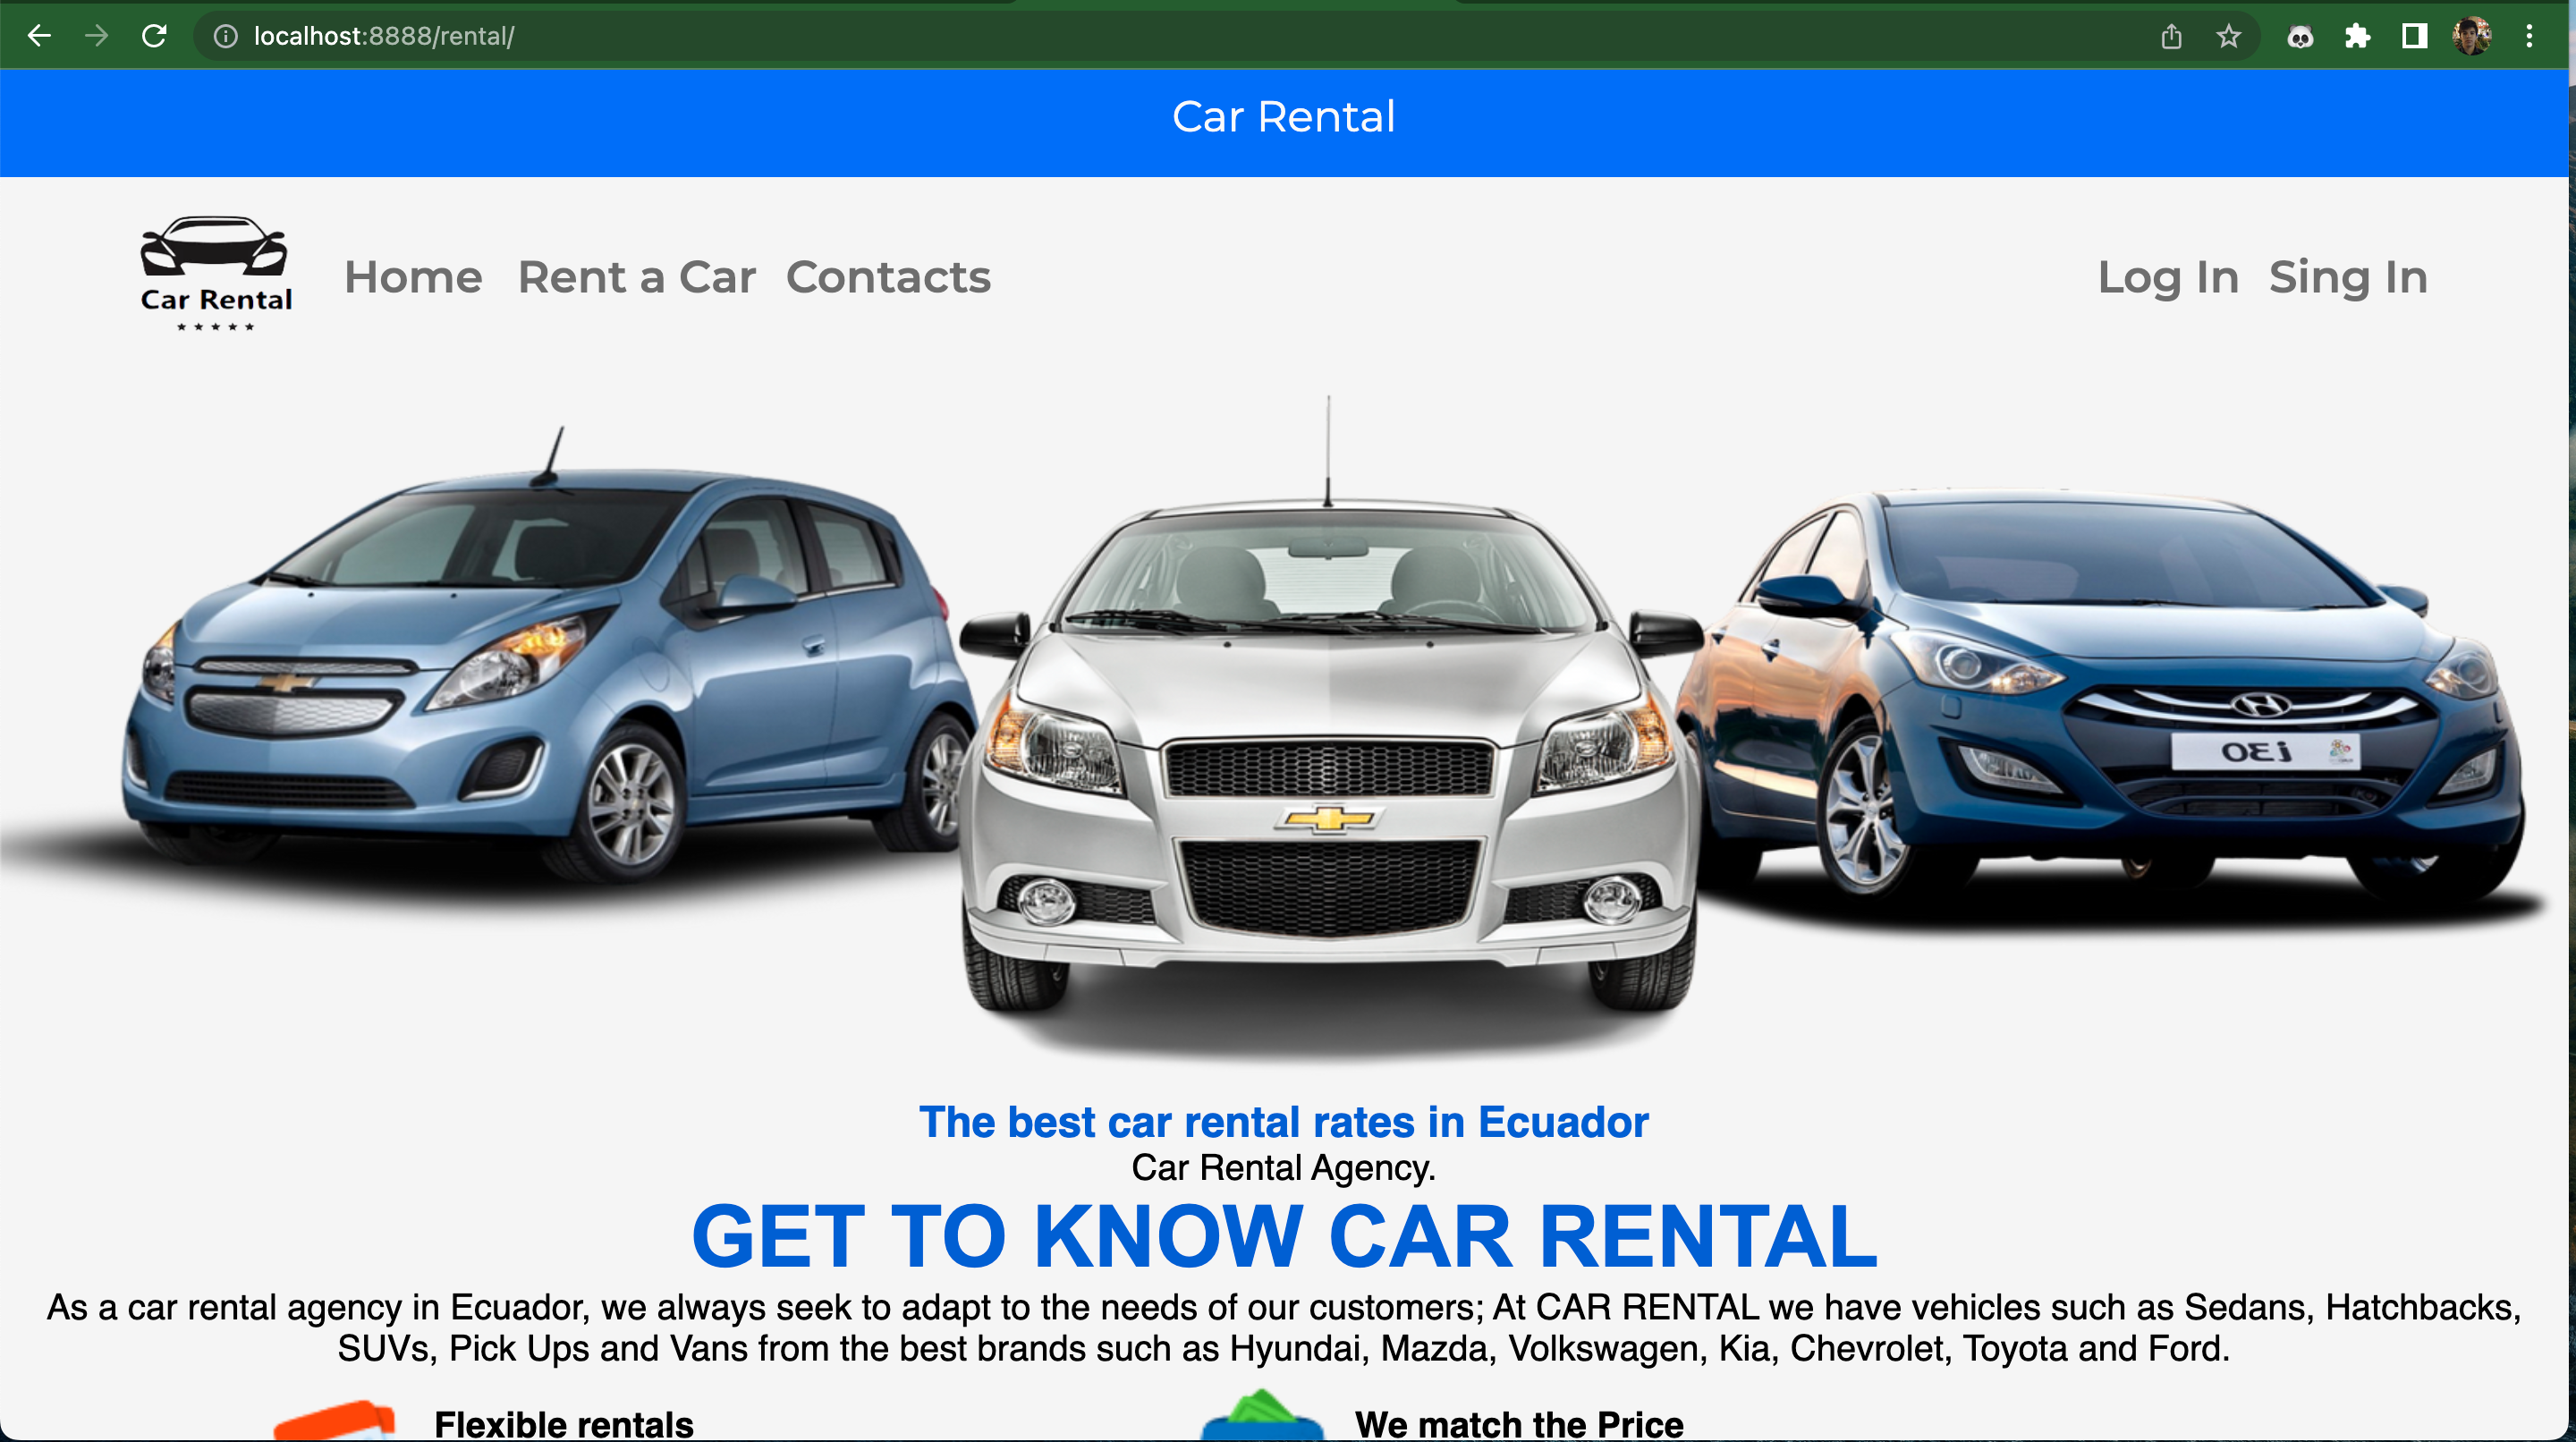 localhost:8888/rental/
Car Rental
Car Rental
Home Rent a Car Contacts
Log In Sing In
i30
The best car rental rates in Ecuador
Car Rental Agency.
GET TO KNOW CAR RENTAL
As a car rental agency in Ecuador, we always seek to adapt to the needs of our customers; At CAR RENTAL we have vehicles such as Sedans, Hatchbacks,
SUVs, Pick Ups and Vans from the best brands such as Hyundai, Mazda, Volkswagen, Kia, Chevrolet, Toyota and Ford.
Flexible rentals
We match the Price